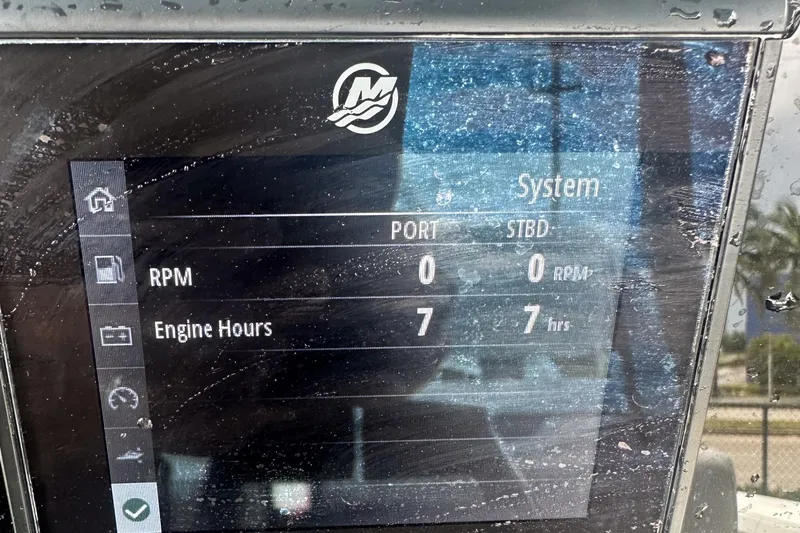 System
PORT STBD
RPM 0 0 RPM
Engine Hours 7 7 hrs